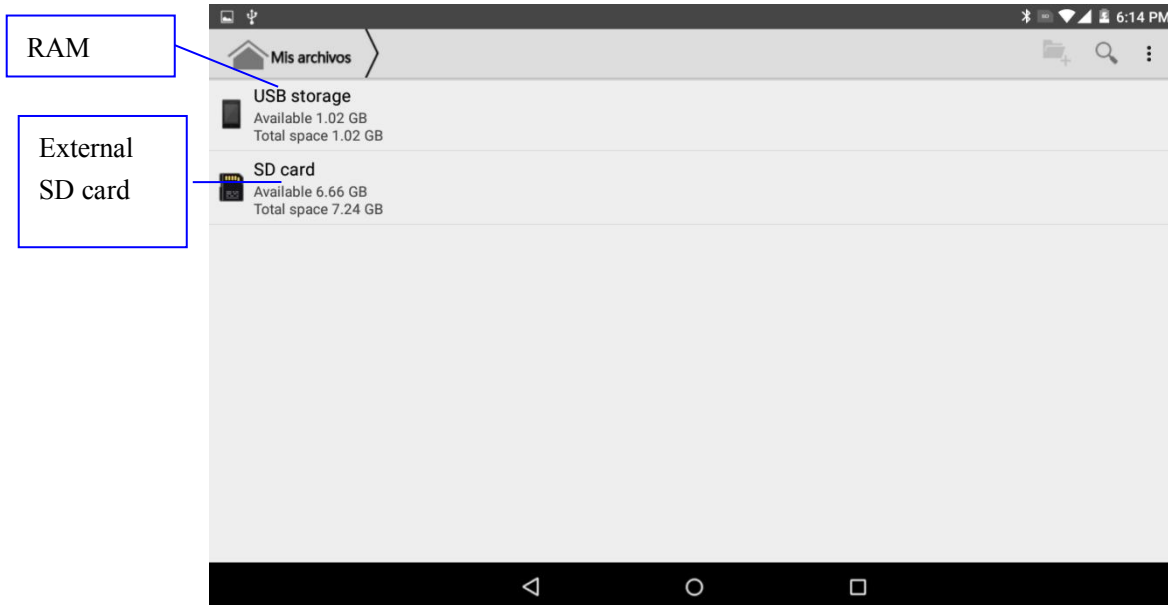 RAM
External
SD card
6:14 PM
Mis archivos
USB storage
Available 1.02 GB
Total space 1.02 GB
SD card
Available 6.66 GB
Total space 7.24 GB